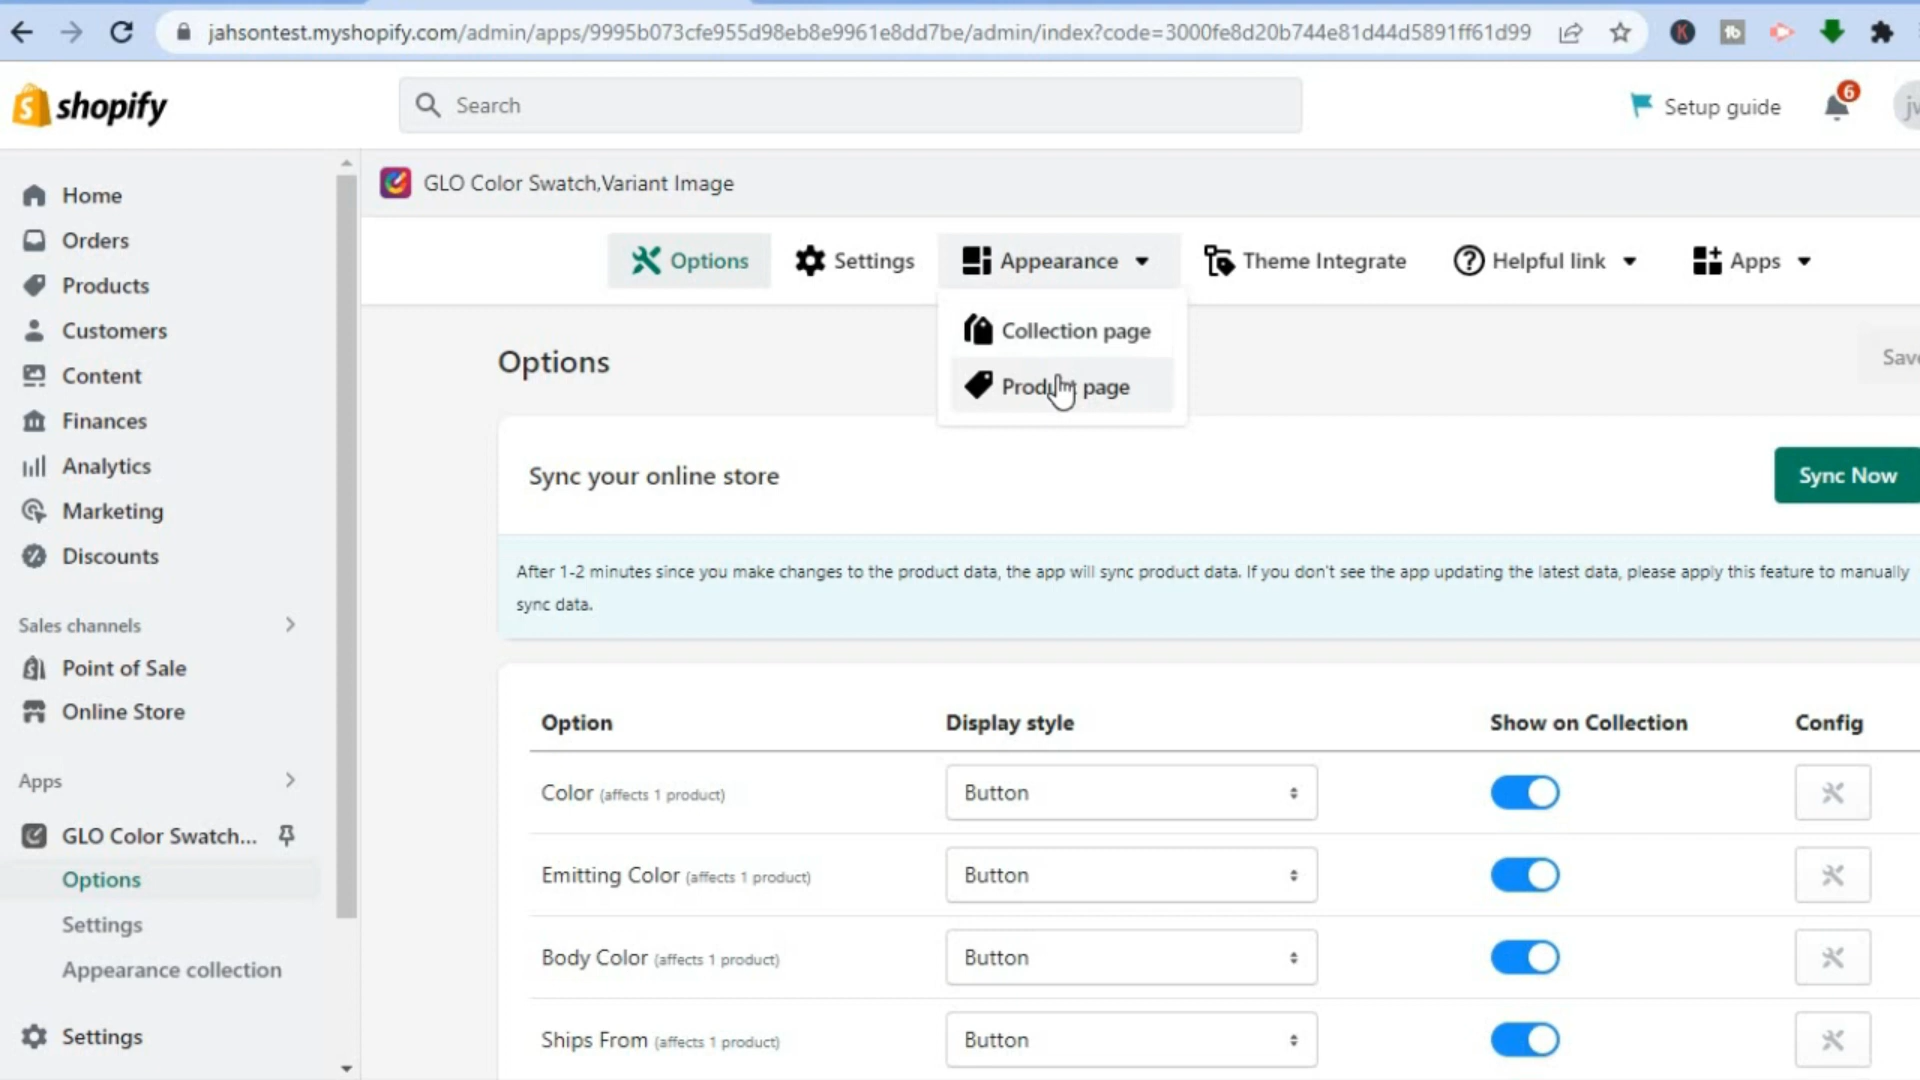 jahsontest.myshopify.com/admin/apps/9995b073cfe955d98eb8e9961e8dd7be/admin/index?code=3000fe8d20b744e81d44d5891ff61d99
shopify
Search
Setup guide
6
Home
Orders
Products
Customers
Content
Finances
Analytics
Marketing
Discounts
Sales channels
Point of Sale
Online Store
Apps
GLO Color Swatch...
Options
Settings
Appearance collection
Settings
GLO Color Swatch,Variant Image
Options Settings Appearance Theme Integrate Helpful link Apps
Collection page
Product page
Options
Sync your online store
Sync Now
After 1-2 minutes since you make changes to the product data, the app will sync product data. If you don't see the app updating the latest data, please apply this feature to manually
sync data.
Option Display style Show on Collection Config
Color (affects 1 product) Button
Emitting Color (affects 1 product) Button
Body Color (affects 1 product) Button
Ships From (affects 1 product) Button